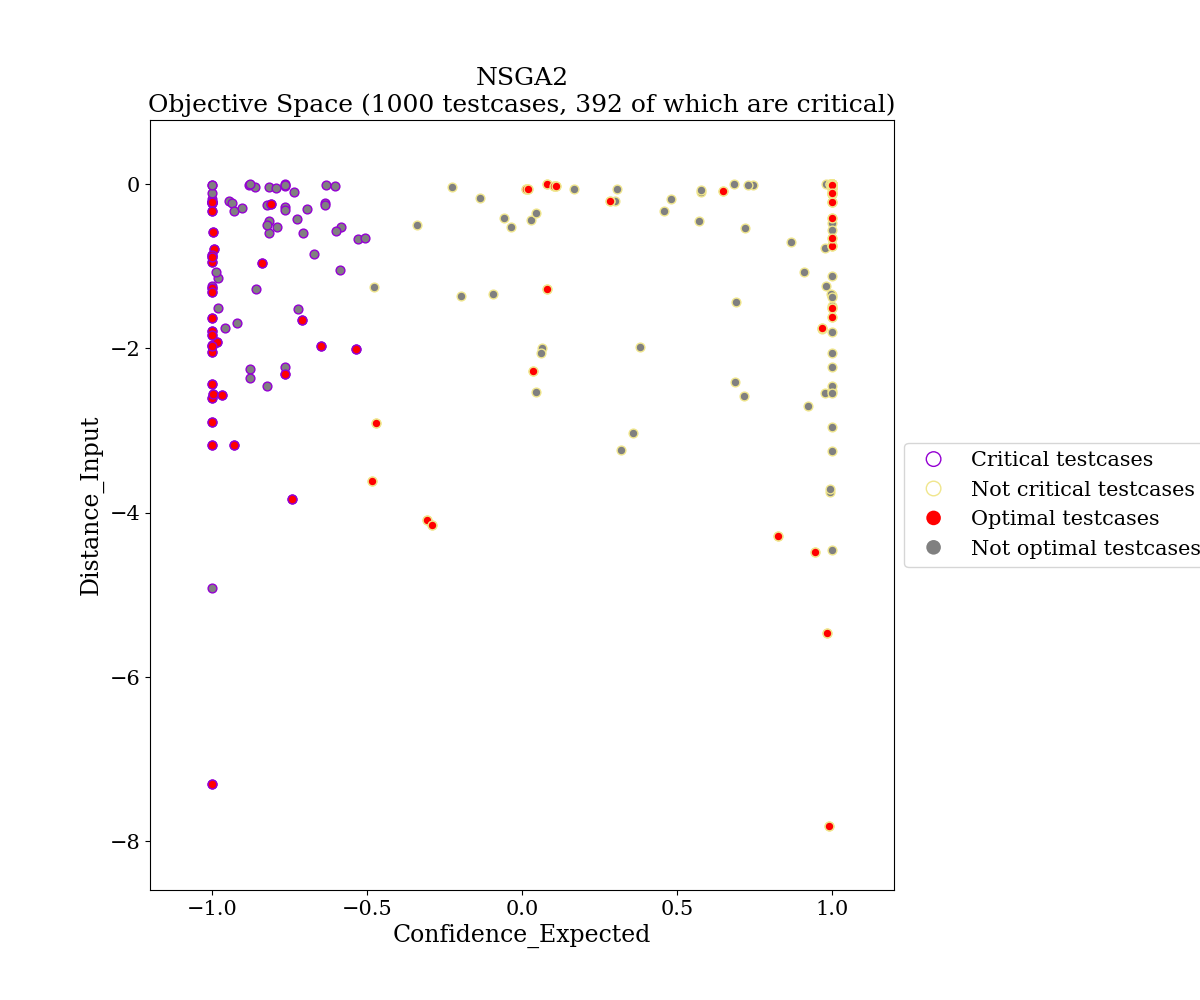 NSGA2
Objective Space (1000 testcases, 392 of which are critical)
0
−2
−4
−6
−8
Distance_Input
−1.0
−0.5
0.0
0.5
1.0
Confidence_Expected
Critical testcases
Not critical testcases
Optimal testcases
Not optimal testcases